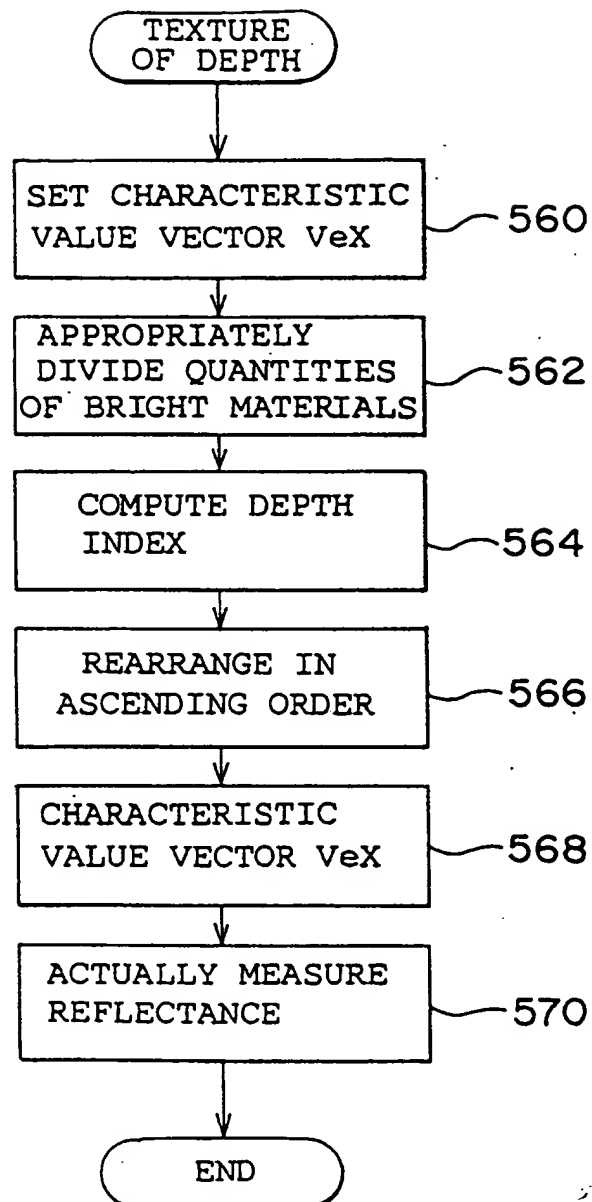 TEXTURE
OF DEPTH
SET CHARACTERISTIC
VALUE VECTOR VeX
560
APPROPRIATELY
DIVIDE QUANTITIES
OF BRIGHT MATERIALS
562
COMPUTE DEPTH
INDEX
564
REARRANGE IN
ASCENDING ORDER
566
CHARACTERISTIC
VALUE VECTOR VeX
568
ACTUALLY MEASURE
REFLECTANCE
570
END